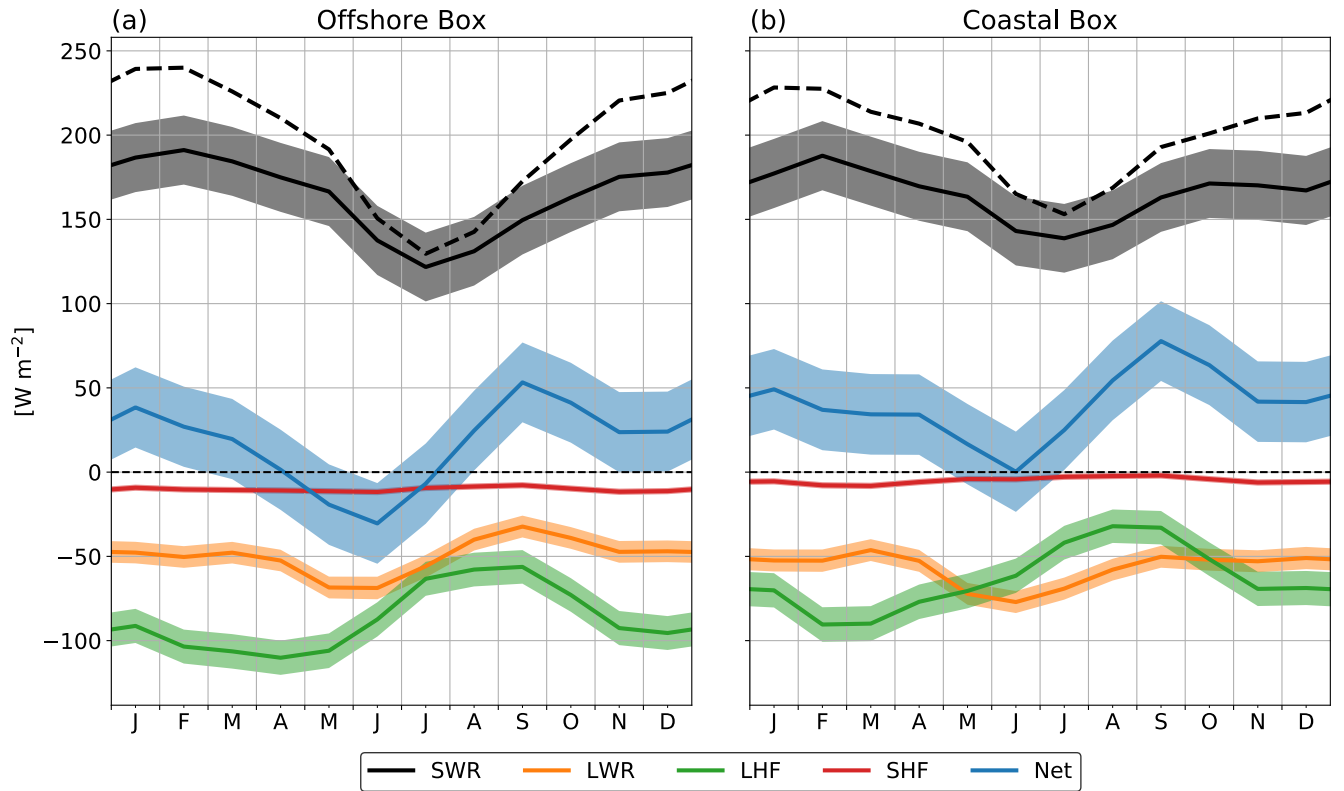 (a) Offshore Box
(b) Coastal Box
[W m⁻²]
250
200
150
100
50
0
−50
−100
J F M A M J J A S O N D
J F M A M J J A S O N D
SWR LWR LHF SHF Net